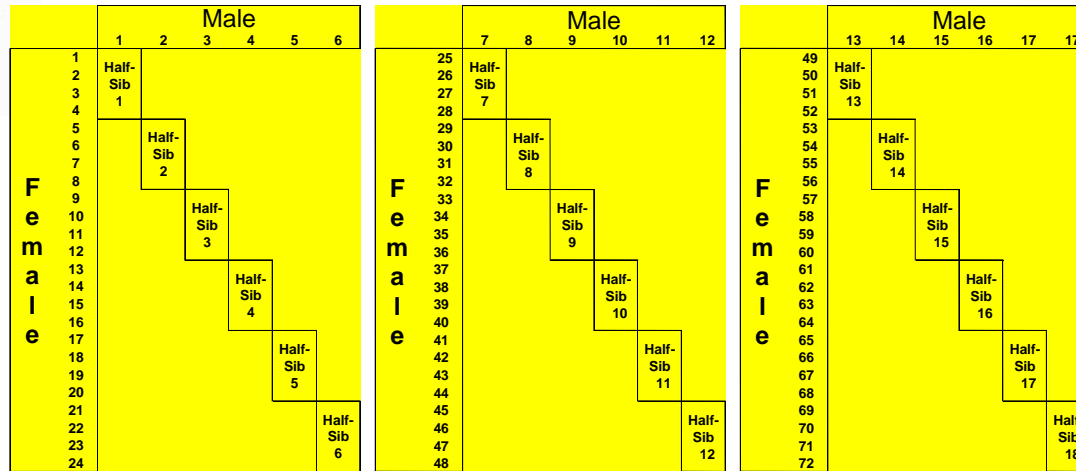 Male
1 2 3 4 5 6
Female
1
2
3
4
5
6
7
8
9
10
11
12
13
14
15
16
17
18
19
20
21
22
23
24
Half-
Sib
1
Half-
Sib
2
Half-
Sib
3
Half-
Sib
4
Half-
Sib
5
Half-
Sib
6
Male
7 8 9 10 11 12
Female
25
26
27
28
29
30
31
32
33
34
35
36
37
38
39
40
41
42
43
44
45
46
47
48
Half-
Sib
7
Half-
Sib
8
Half-
Sib
9
Half-
Sib
10
Half-
Sib
11
Half-
Sib
12
Male
13 14 15 16 17 17
Female
49
50
51
52
53
54
55
56
57
58
59
60
61
62
63
64
65
66
67
68
69
70
71
72
Half-
Sib
13
Half-
Sib
14
Half-
Sib
15
Half-
Sib
16
Half-
Sib
17
Half-
Sib
18